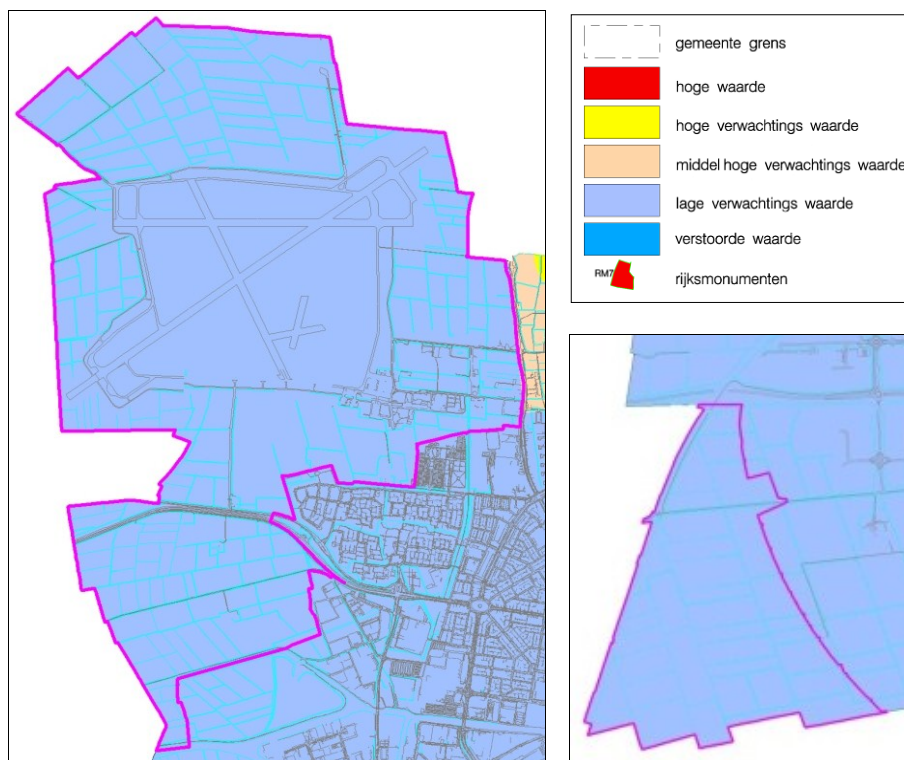 gemeente grens
hoge waarde
hoge verwachtings waarde
middel hoge verwachtings waarde
lage verwachtings waarde
verstoorde waarde
RM7
rijksmonumenten